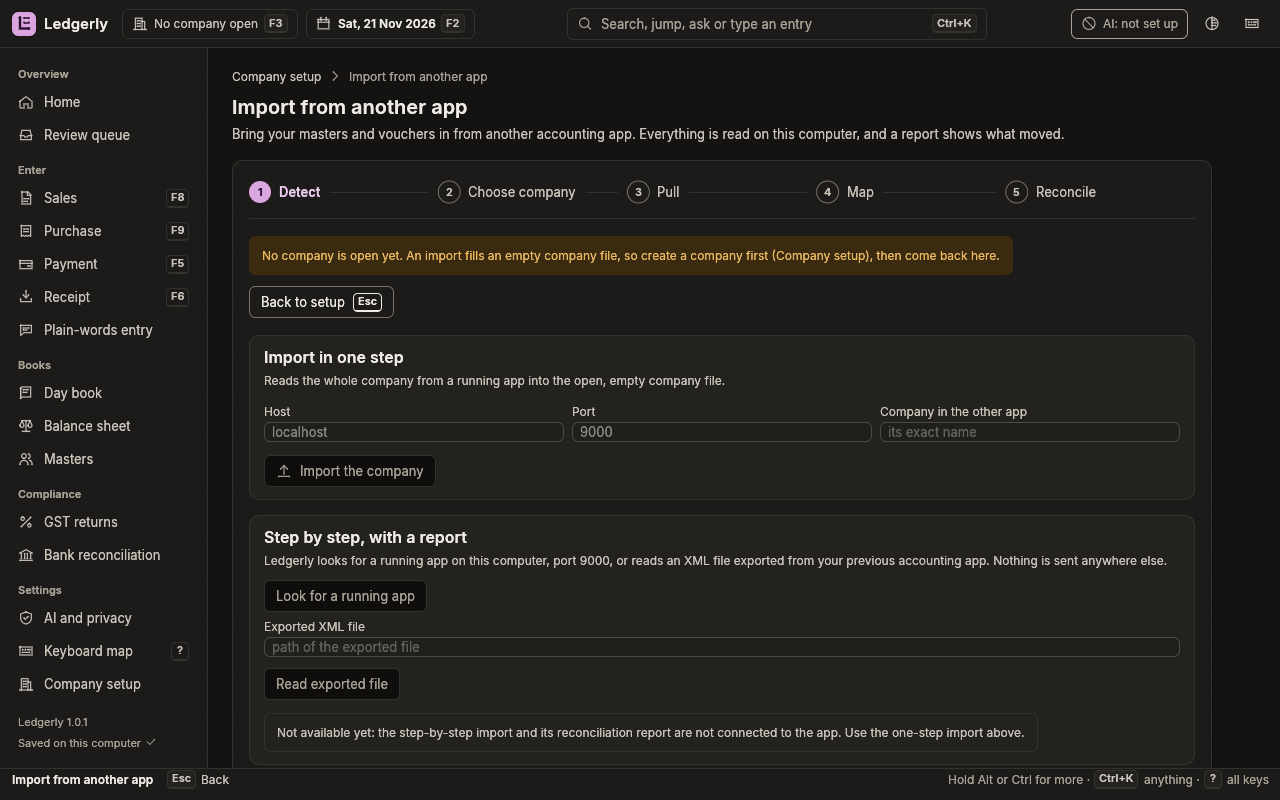 Ledgerly
No company open F3
Sat, 21 Nov 2026 F2
Search, jump, ask or type an entry Ctrl+K
AI: not set up
Overview
Home
Review queue
Enter
Sales F8
Purchase F9
Payment F5
Receipt F6
Plain-words entry
Books
Day book
Balance sheet
Masters
Compliance
GST returns
Bank reconciliation
Settings
AI and privacy
Keyboard map ?
Company setup
Ledgerly 1.0.1
Saved on this computer
Company setup Import from another app
Import from another app
Bring your masters and vouchers in from another accounting app. Everything is read on this computer, and a report shows what moved.
1 Detect 2 Choose company 3 Pull 4 Map 5 Reconcile
No company is open yet. An import fills an empty company file, so create a company first (Company setup), then come back here.
Back to setup Esc
Import in one step
Reads the whole company from a running app into the open, empty company file.
Host Port Company in the other app
localhost 9000 its exact name
Import the company
Step by step, with a report
Ledgerly looks for a running app on this computer, port 9000, or reads an XML file exported from your previous accounting app. Nothing is sent anywhere else.
Look for a running app
Exported XML file
path of the exported file
Read exported file
Not available yet: the step-by-step import and its reconciliation report are not connected to the app. Use the one-step import above.
Import from another app Esc Back
Hold Alt or Ctrl for more · Ctrl+K anything · ? all keys